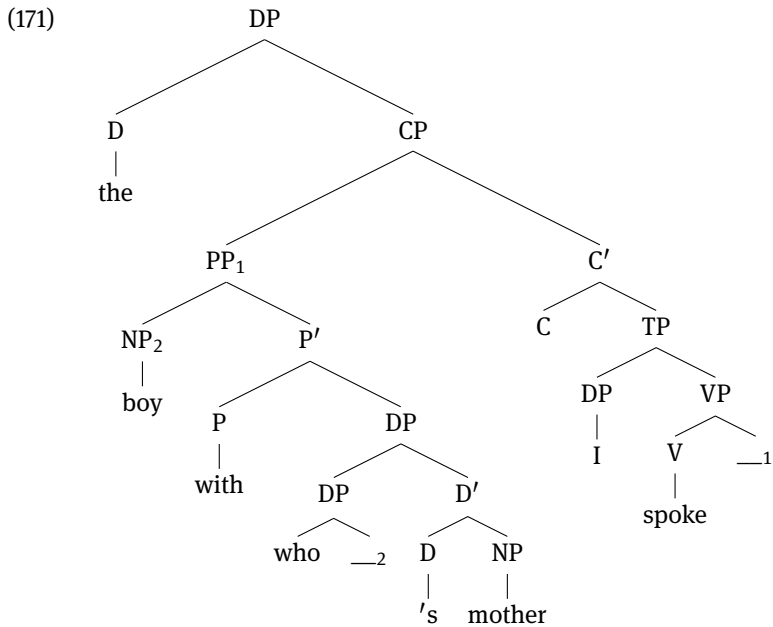 (171) DP
D CP
the
PP₁ C′
NP₂ P′ C TP
boy P DP DP VP
with DP D′ I V __₁
who __₂ D NP spoke
's mother